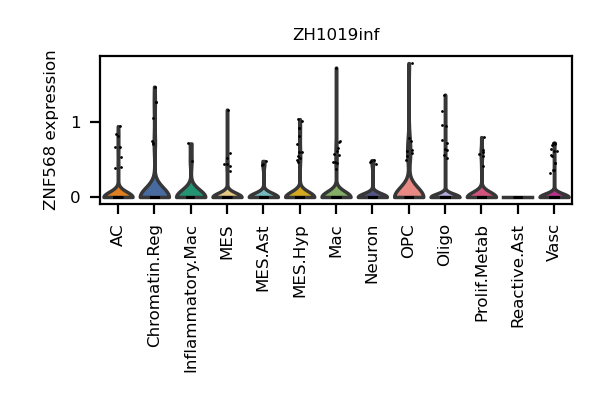 ZH1019inf
ZNF568 expression
1
0
AC
Chromatin.Reg
Inflammatory.Mac
MES
MES.Ast
MES.Hyp
Mac
Neuron
OPC
Oligo
Prolif.Metab
Reactive.Ast
Vasc